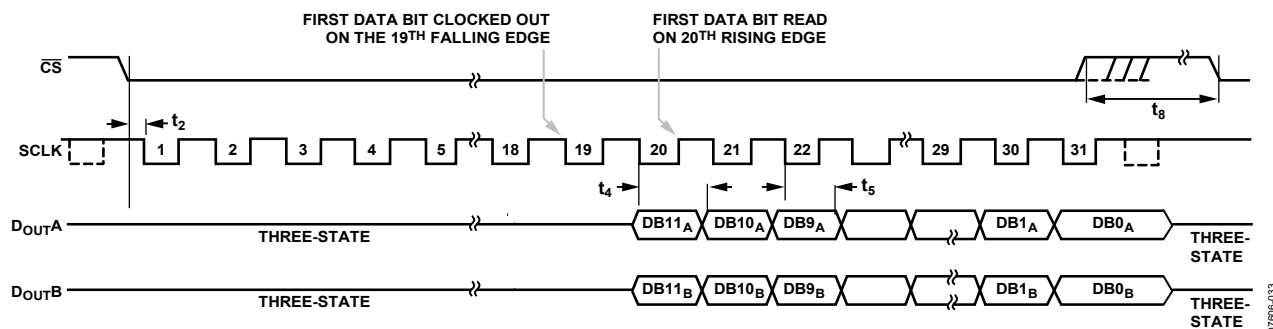 FIRST DATA BIT CLOCKED OUT
ON THE 19TH FALLING EDGE
FIRST DATA BIT READ
ON 20TH RISING EDGE
CS
t8
t2
SCLK
1 2 3 4 5 18 19 20 21 22 29 30 31
t4
t5
DOUTA
THREE-STATE
DB11A DB10A DB9A DB1A DB0A
THREE-
STATE
DOUTB
THREE-STATE
DB11B DB10B DB9B DB1B DB0B
THREE-
STATE
07606-033